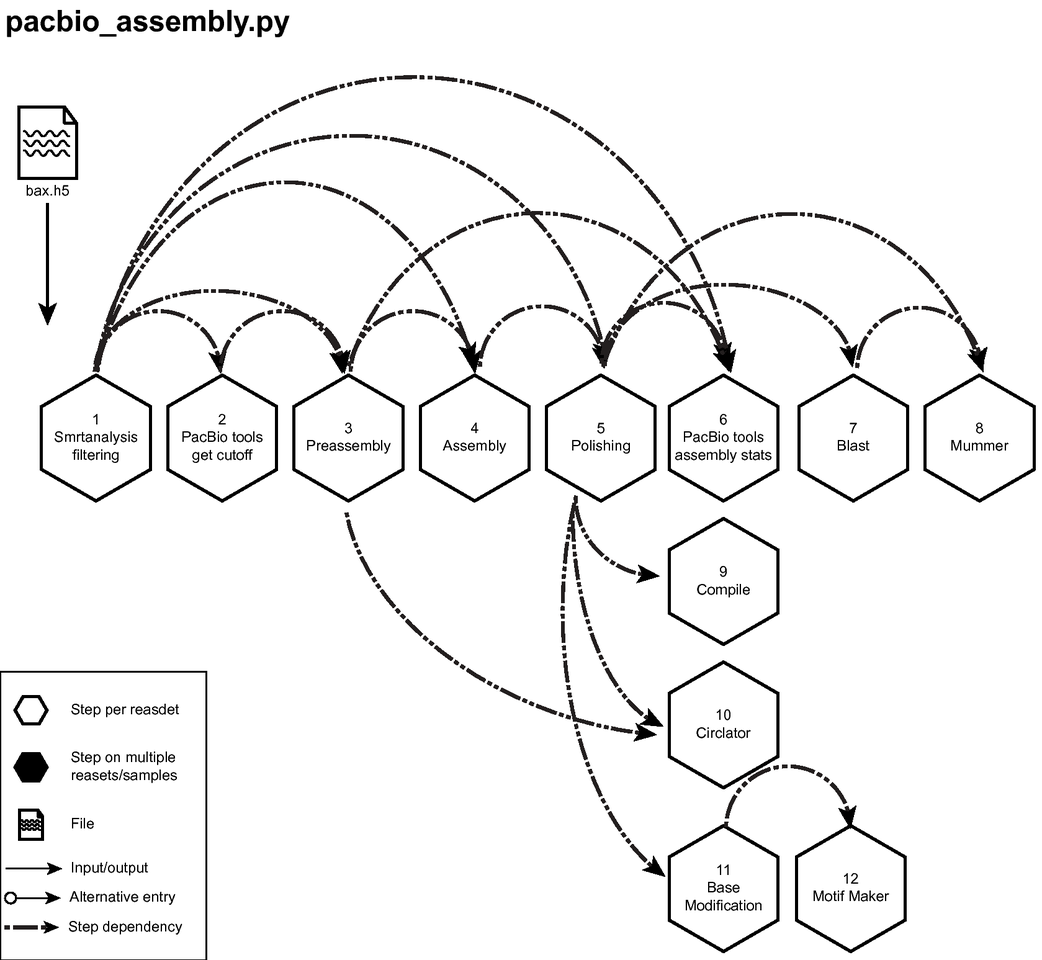 pacbio_assembly.py
bax.h5
1
Smrtanalysis
filtering
2
PacBio tools
get cutoff
3
Preassembly
4
Assembly
5
Polishing
6
PacBio tools
assembly stats
7
Blast
8
Mummer
9
Compile
10
Circlator
11
Base
Modification
12
Motif Maker
Step per reasdet
Step on multiple
reasets/samples
File
Input/output
Alternative entry
Step dependency